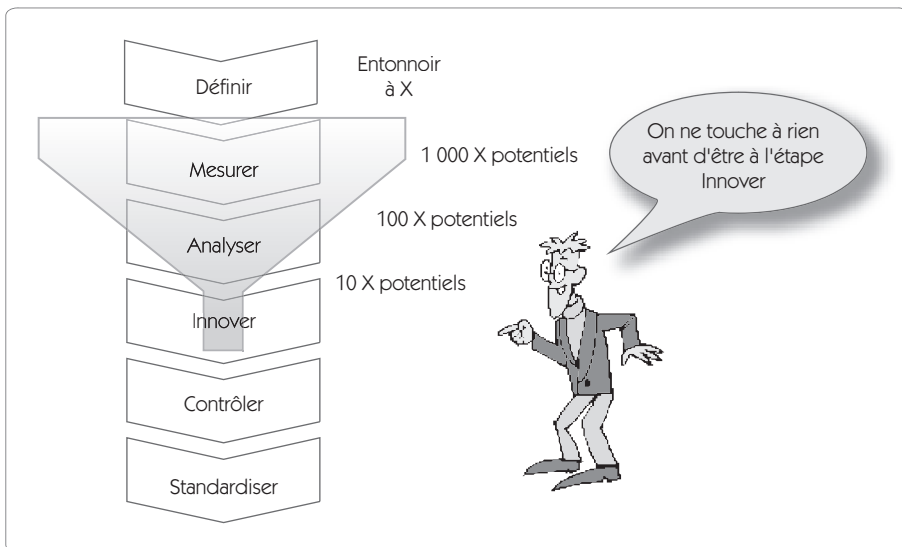 Définir
Entonnoir
à X
Mesurer
1 000 X potentiels
On ne touche à rien
avant d'être à l'étape
Innover
Analyser
100 X potentiels
10 X potentiels
Innover
Contrôler
Standardiser